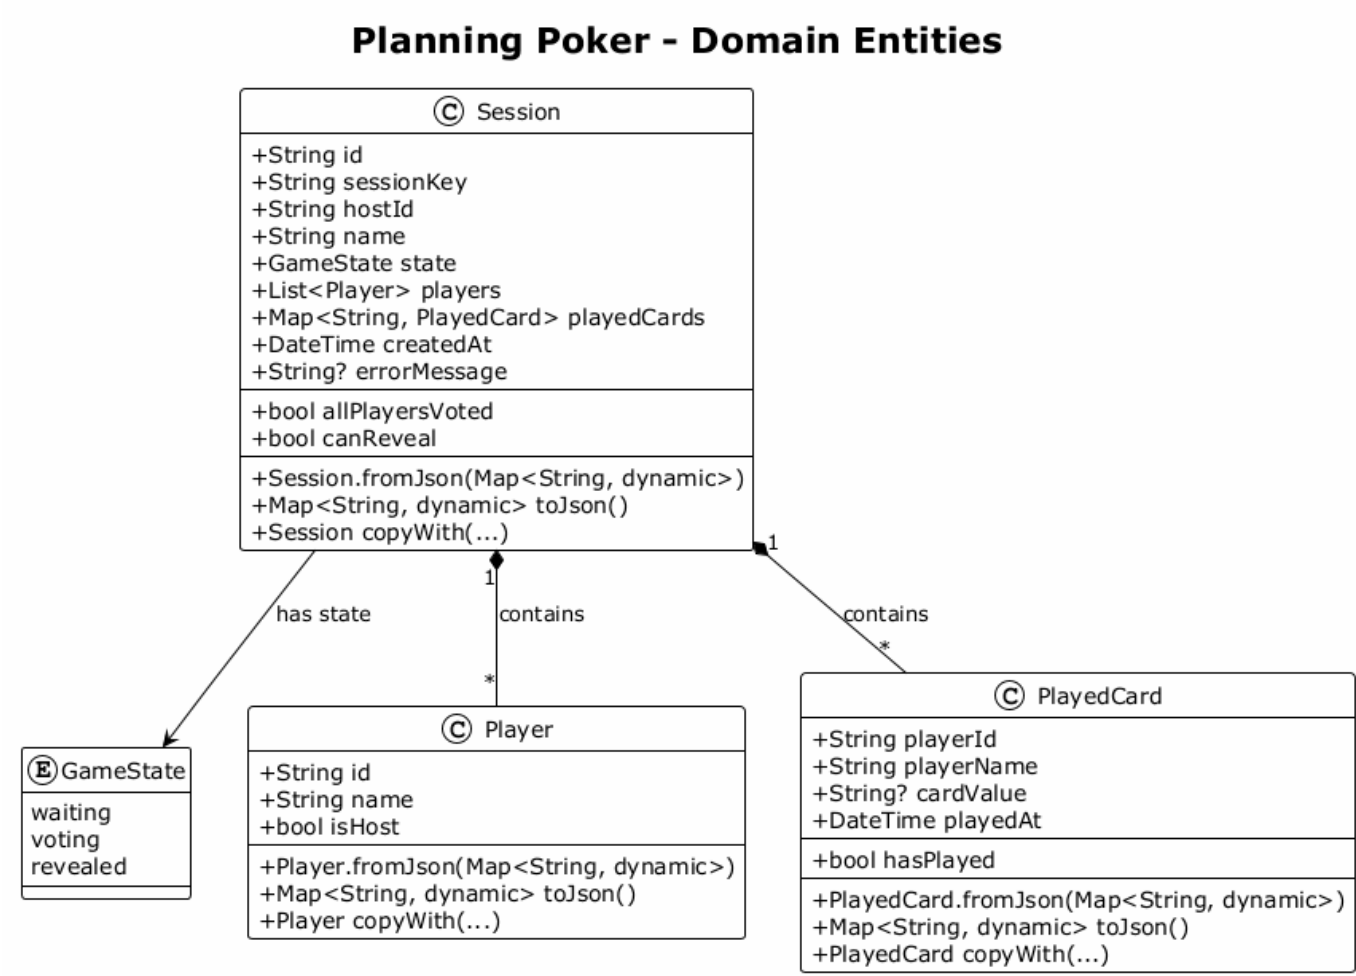 Planning Poker - Domain Entities
C Session
+String id
+String sessionKey
+String hostId
+String name
+GameState state
+List<Player> players
+Map<String, PlayedCard> playedCards
+DateTime createdAt
+String? errorMessage
+bool allPlayersVoted
+bool canReveal
+Session.fromJson(Map<String, dynamic>)
+Map<String, dynamic> toJson()
+Session copyWith(...)
has state
1
contains
*
1
contains
*
E GameState
waiting
voting
revealed
C Player
+String id
+String name
+bool isHost
+Player.fromJson(Map<String, dynamic>)
+Map<String, dynamic> toJson()
+Player copyWith(...)
C PlayedCard
+String playerId
+String playerName
+String? cardValue
+DateTime playedAt
+bool hasPlayed
+PlayedCard.fromJson(Map<String, dynamic>)
+Map<String, dynamic> toJson()
+PlayedCard copyWith(...)